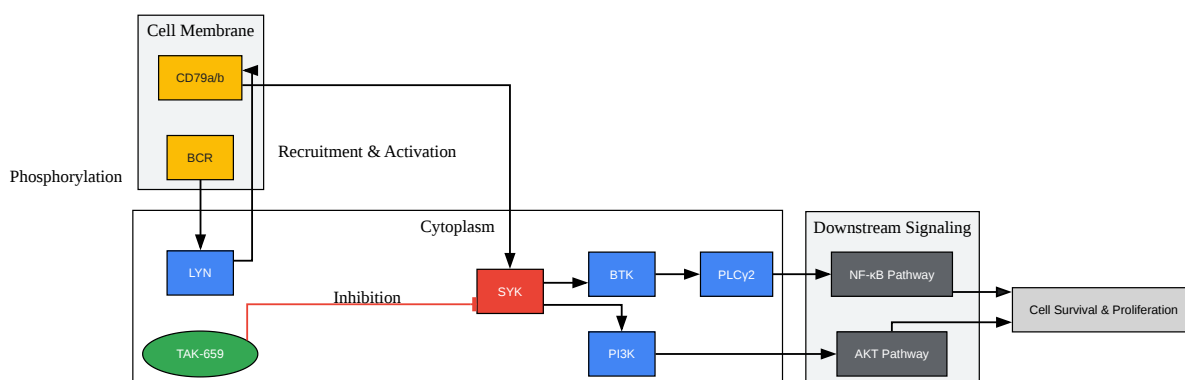 Cell Membrane
CD79a/b
BCR
Recruitment & Activation
Phosphorylation
Cytoplasm
Downstream Signaling
LYN
SYK
BTK
PLCγ2
NF-κB Pathway
Inhibition
Cell Survival & Proliferation
TAK-659
PI3K
AKT Pathway